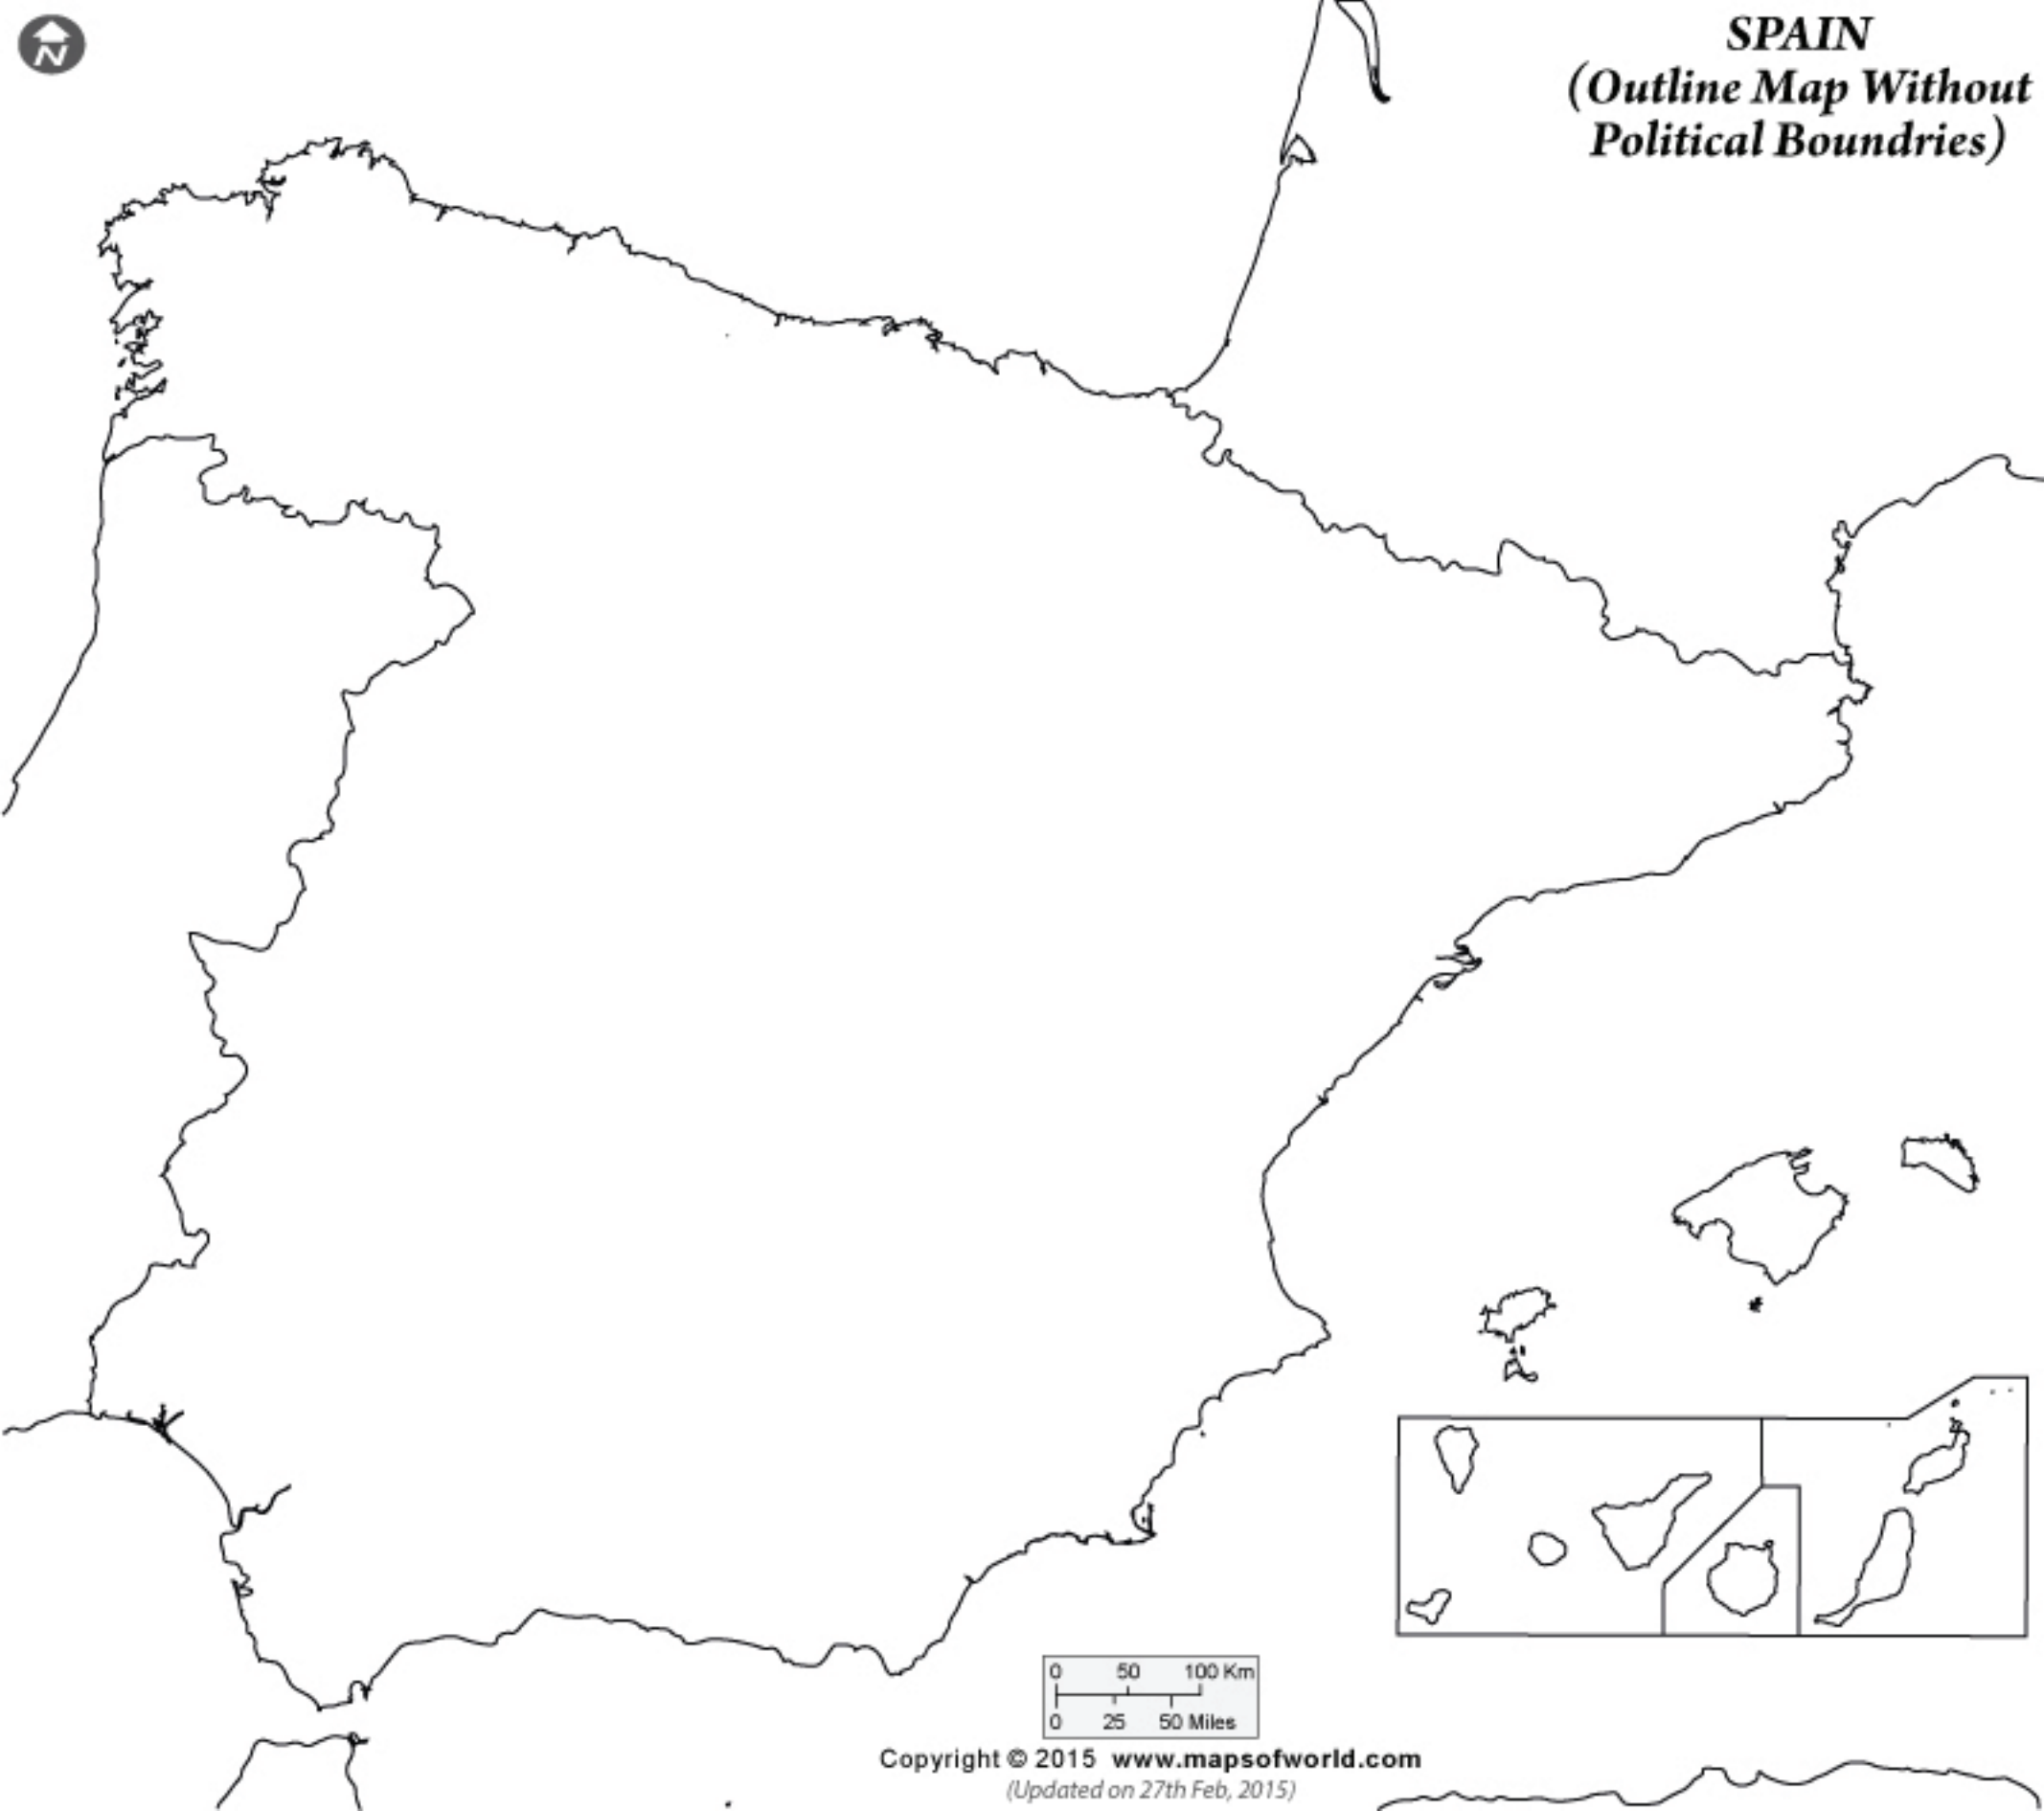 N
SPAIN
(Outline Map Without
Political Boundries)
0 50 100 Km
0 25 50 Miles
Copyright © 2015 www.mapsofworld.com
(Updated on 27th Feb, 2015)